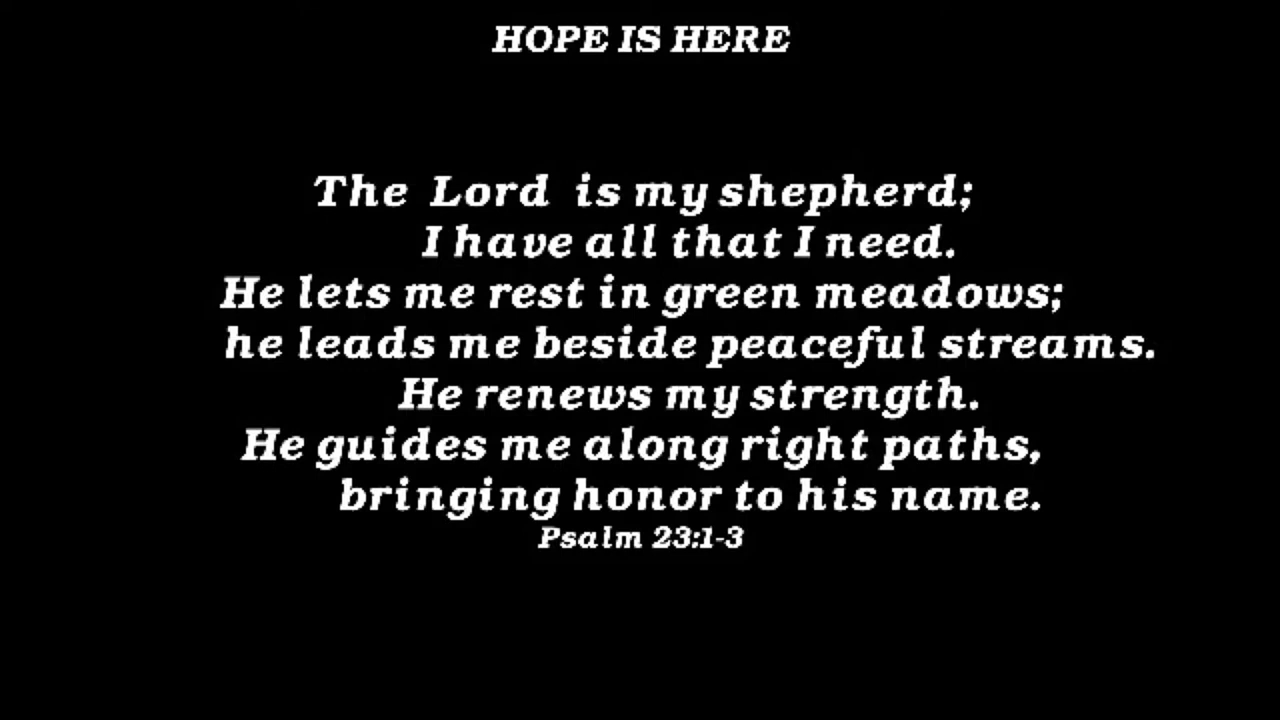 HOPE IS HERE
The Lord is my shepherd;
I have all that I need.
He lets me rest in green meadows;
he leads me beside peaceful streams.
He renews my strength.
He guides me along right paths,
bringing honor to his name.
Psalm 23:1-3